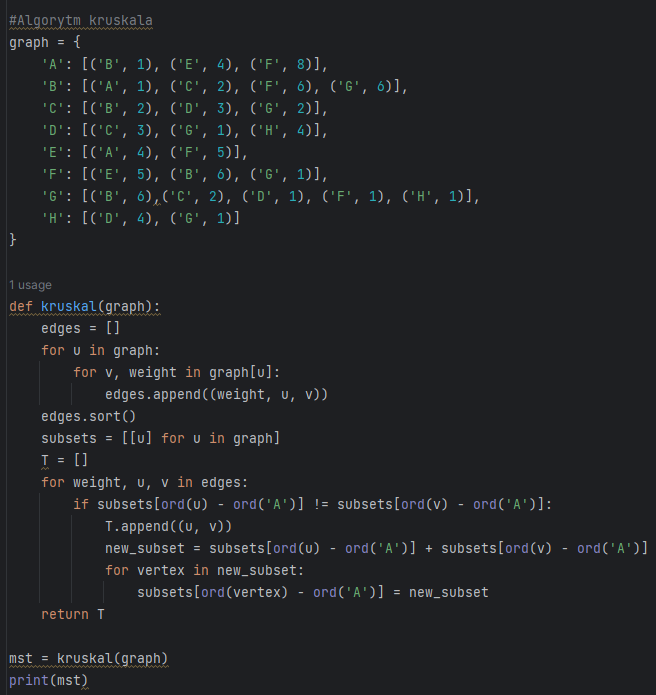 #Algorytm kruskala
graph = {
    'A': [('B', 1), ('E', 4), ('F', 8)],
    'B': [('A', 1), ('C', 2), ('F', 6), ('G', 6)],
    'C': [('B', 2), ('D', 3), ('G', 2)],
    'D': [('C', 3), ('G', 1), ('H', 4)],
    'E': [('A', 4), ('F', 5)],
    'F': [('E', 5), ('B', 6), ('G', 1)],
    'G': [('B', 6),('C', 2), ('D', 1), ('F', 1), ('H', 1)],
    'H': [('D', 4), ('G', 1)]
}
1 usage
def kruskal(graph):
    edges = []
    for u in graph:
        for v, weight in graph[u]:
            edges.append((weight, u, v))
    edges.sort()
    subsets = [[u] for u in graph]
    T = []
    for weight, u, v in edges:
        if subsets[ord(u) - ord('A')] != subsets[ord(v) - ord('A')]:
            T.append((u, v))
            new_subset = subsets[ord(u) - ord('A')] + subsets[ord(v) - ord('A')]
            for vertex in new_subset:
                subsets[ord(vertex) - ord('A')] = new_subset
    return T
mst = kruskal(graph)
print(mst)